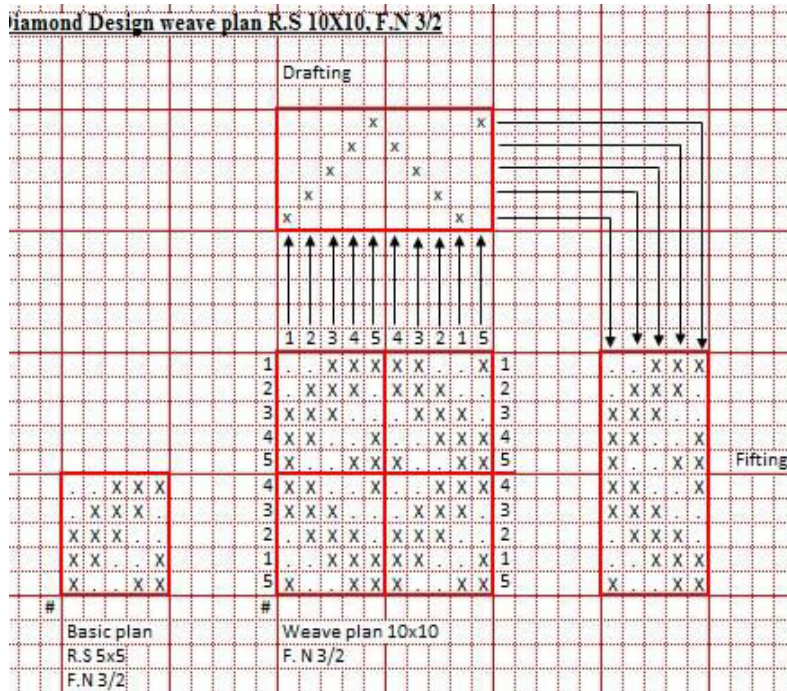 Diamond Design weave plan R.S 10X10, F.N 3/2
Drafting
x x
x x
x x
x x
x x
1 2 3 4 5 4 3 2 1 5
1 . . X X X X X . . X 1 . . X X X
2 . X X X . X X X . . 2 . X X X .
3 X X X . . . X X X . 3 X X X . .
4 X X . . X . . X X X 4 X X . . X
5 X . . X X X . . X X 5 X . . X X Fifting
. . X X X 4 X X . . X . . X X X 4 X X . . X
. X X X . 3 X X X . . . X X X . 3 X X X . .
X X X . . 2 . X X X . X X X . . 2 . X X X .
X X . . X 1 . . X X X X X . . X 1 . . X X X
X . . X X 5 X . . X X X . . X X 5 X . . X X
# #
Basic plan
R.S 5x5
F.N 3/2
Weave plan 10x10
F. N 3/2